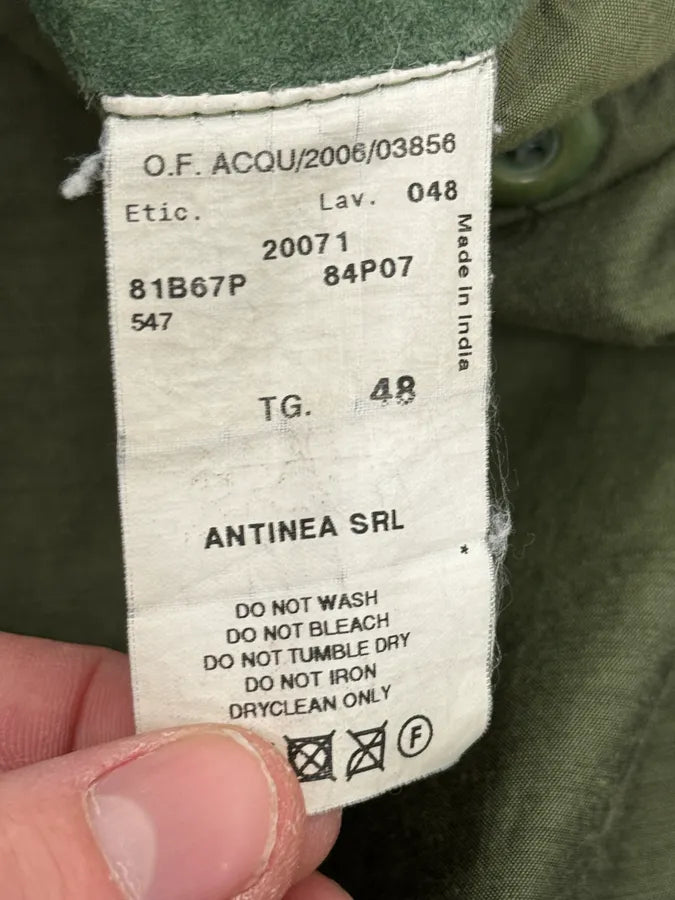 O.F. ACQU/2006/03856
Etic. Lav. 048
20071
81B67P 84P07
547
Made in India
TG. 48
ANTINEA SRL
*
DO NOT WASH
DO NOT BLEACH
DO NOT TUMBLE DRY
DO NOT IRON
DRYCLEAN ONLY
F